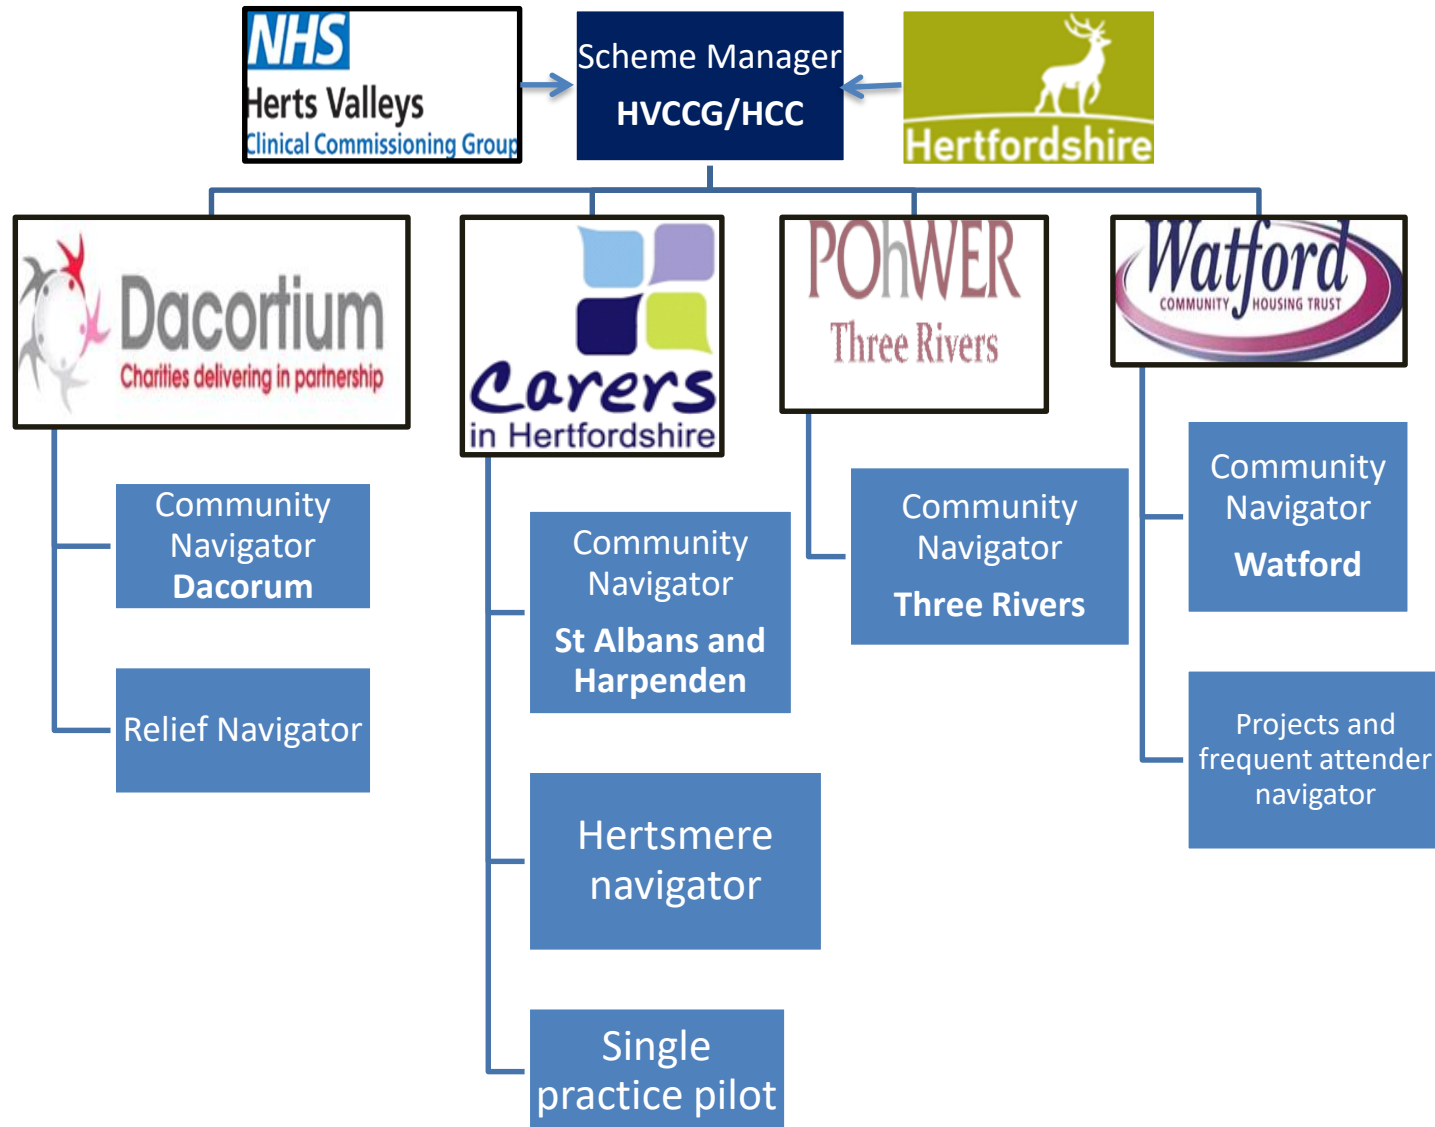 NHS
Herts Valleys
Clinical Commissioning Group
Scheme Manager
HVCCG/HCC
Hertfordshire
Dacortium
Charities delivering in partnership
Carers
in Hertfordshire
POhWER
Three Rivers
Watford
COMMUNITY HOUSING TRUST
Community
Navigator
Dacorum
Relief Navigator
Community
Navigator
St Albans and
Harpenden
Hertsmere
navigator
Single
practice pilot
Community
Navigator
Three Rivers
Community
Navigator
Watford
Projects and
frequent attender
navigator